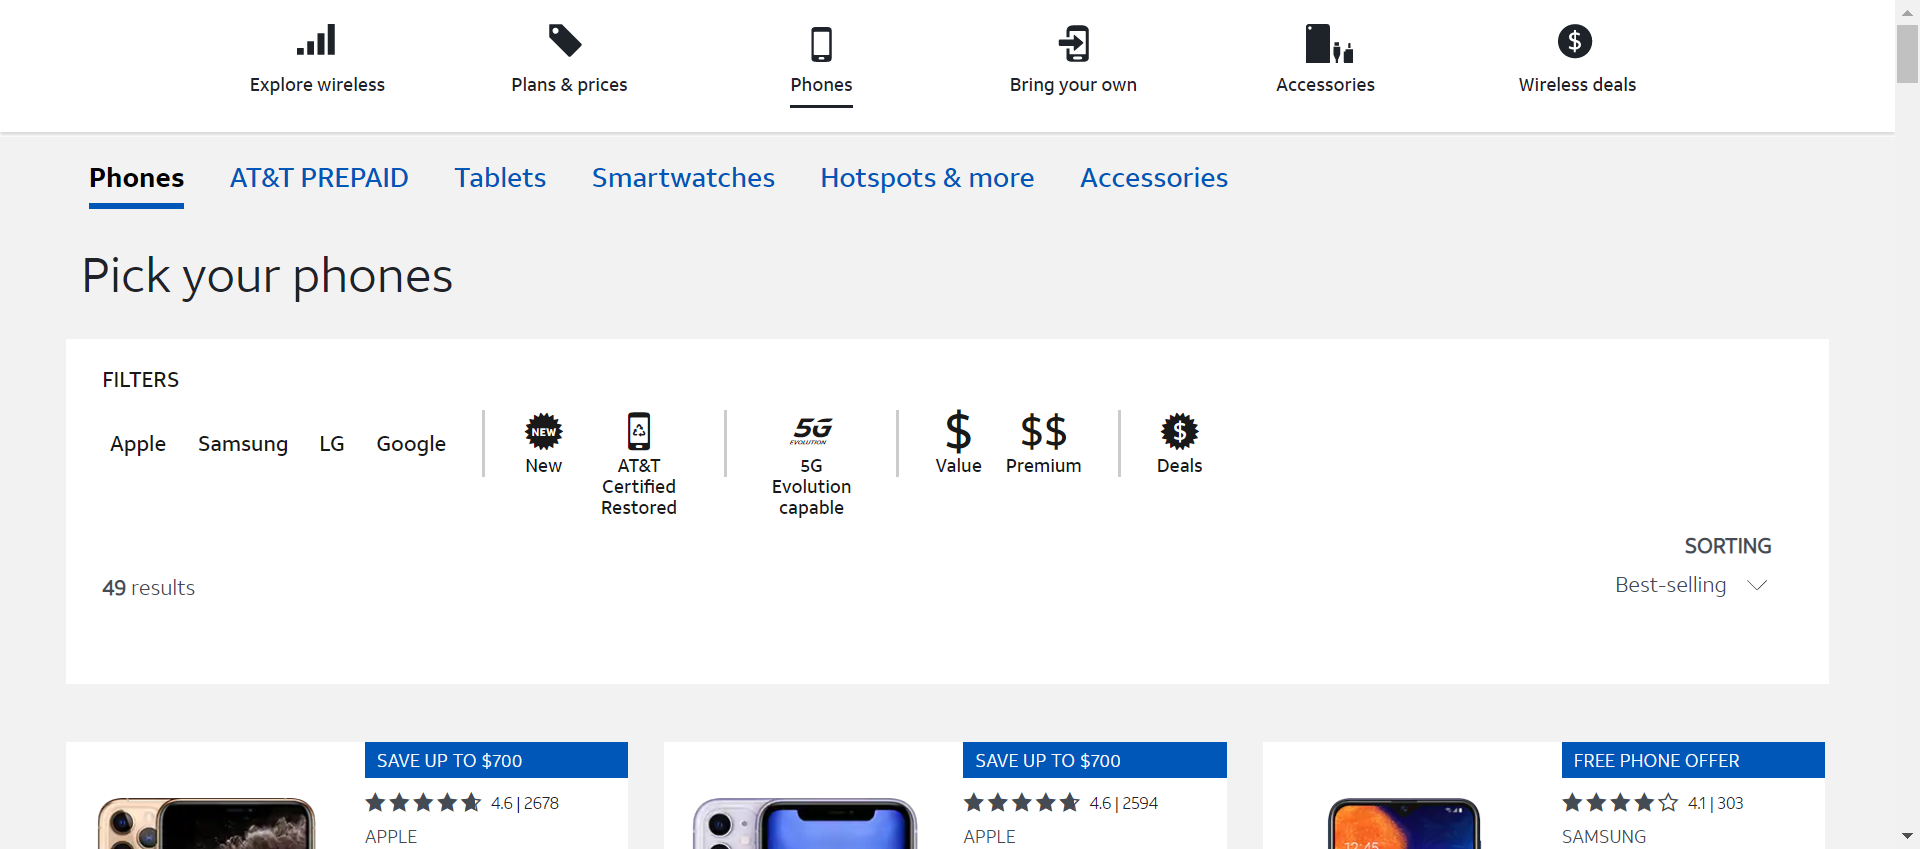 Explore wireless
Plans & prices
Phones
Bring your own
Accessories
Wireless deals
Phones
AT&T PREPAID
Tablets
Smartwatches
Hotspots & more
Accessories
Pick your phones
FILTERS
Apple
Samsung
LG
Google
NEW
New
AT&T
Certified
Restored
5G
EVOLUTION
5G
Evolution
capable
$
Value
$$
Premium
$
Deals
SORTING
Best-selling
49 results
SAVE UP TO $700
4.6 | 2678
APPLE
SAVE UP TO $700
4.6 | 2594
APPLE
FREE PHONE OFFER
4.1 | 303
SAMSUNG
12:45